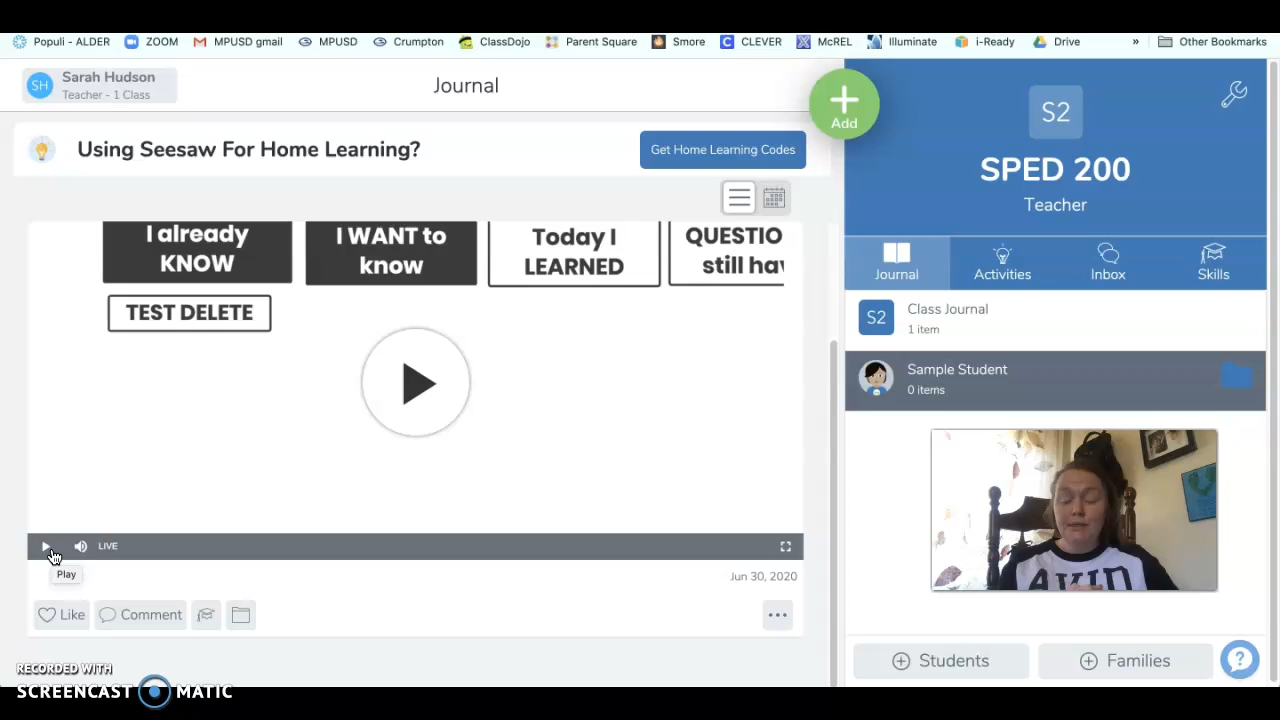 Populi - ALDER ZOOM MPUSD gmail MPUSD Crumpton ClassDojo Parent Square Smore CLEVER McREL Illuminate i-Ready Drive » Other Bookmarks
SH Sarah Hudson
Teacher - 1 Class
Journal
Add
Using Seesaw For Home Learning?
Get Home Learning Codes
I already
KNOW
I WANT to
know
Today I
LEARNED
QUESTIO
still hav
TEST DELETE
LIVE
Play
Jun 30, 2020
Like Comment
S2
SPED 200
Teacher
Journal Activities Inbox Skills
S2 Class Journal
1 item
Sample Student
0 items
Students Families ?
RECORDED WITH
SCREENCAST MATIC